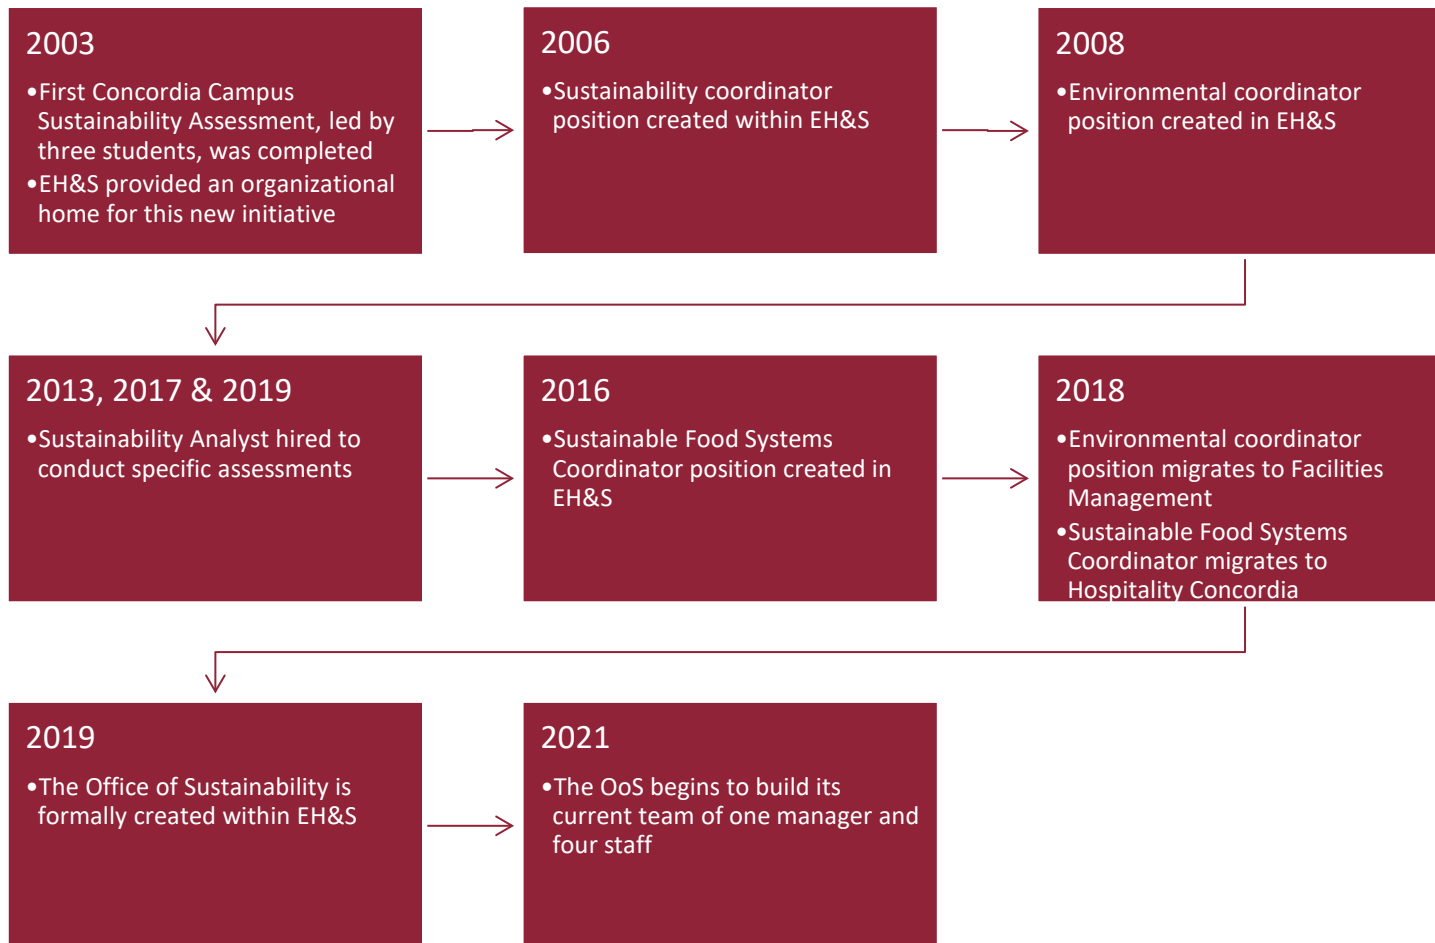 2003
•First Concordia Campus
Sustainability Assessment, led by
three students, was completed
•EH&S provided an organizational
home for this new initiative
2006
•Sustainability coordinator
position created within EH&S
2008
•Environmental coordinator
position created in EH&S
2013, 2017 & 2019
•Sustainability Analyst hired to
conduct specific assessments
2016
•Sustainable Food Systems
Coordinator position created in
EH&S
2018
•Environmental coordinator
position migrates to Facilities
Management
•Sustainable Food Systems
Coordinator migrates to
Hospitality Concordia
2019
•The Office of Sustainability is
formally created within EH&S
2021
•The OoS begins to build its
current team of one manager and
four staff